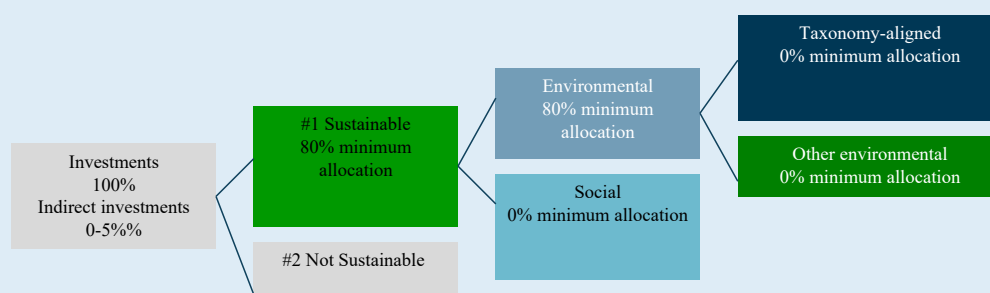 Investments
100%
Indirect investments
0-5%%
#1 Sustainable
80% minimum
allocation
#2 Not Sustainable
Environmental
80% minimum
allocation
Social
0% minimum allocation
Taxonomy-aligned
0% minimum allocation
Other environmental
0% minimum allocation